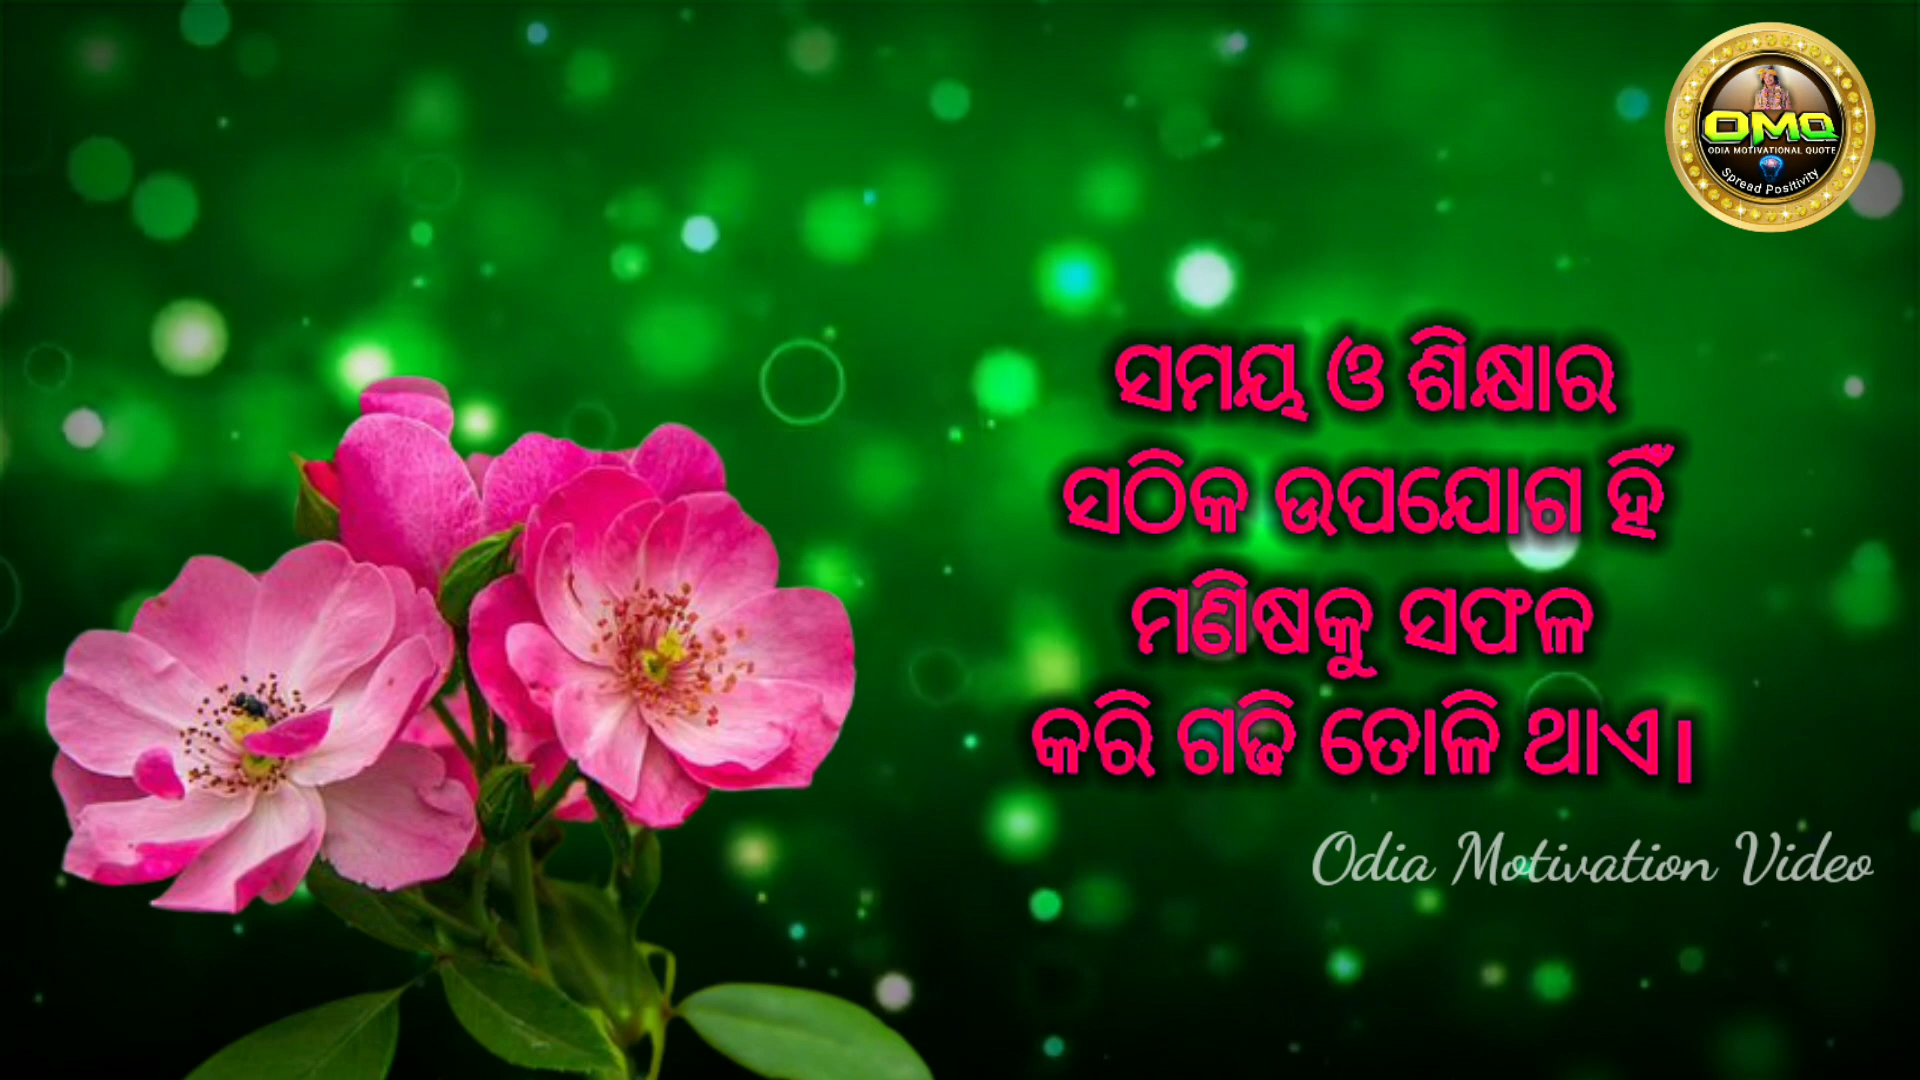 OMQ
ODIA MOTIVATIONAL QUOTE
Spread Positivity
ସମୟ ଓ ଶିକ୍ଷାର
ସଠିକ ଉପଯୋଗ ହିଁ
ମଣିଷକୁ ସଫଳ
କରି ଗଢି ତୋଳି ଥାଏ।
Odia Motivation Video